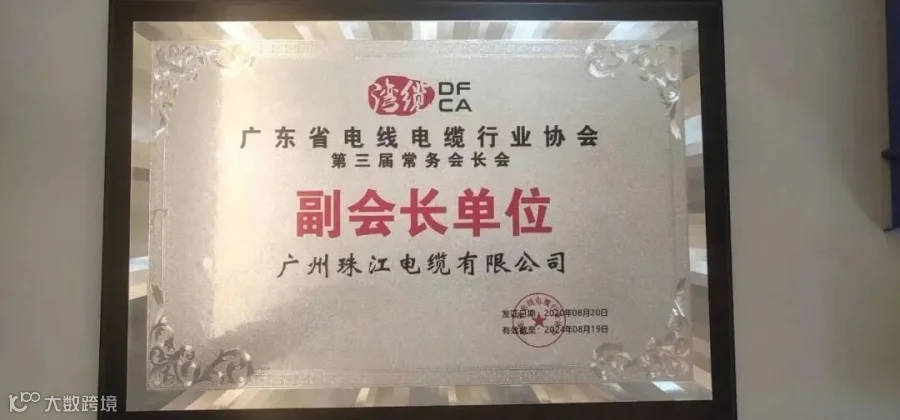 湾缆
DF
CA
广东省电线电缆行业协会
第三届常务会长会
副会长单位
广州珠江电缆有限公司
发证日期：2020年08月20日
有效截至：2024年08月19日
大数跨境